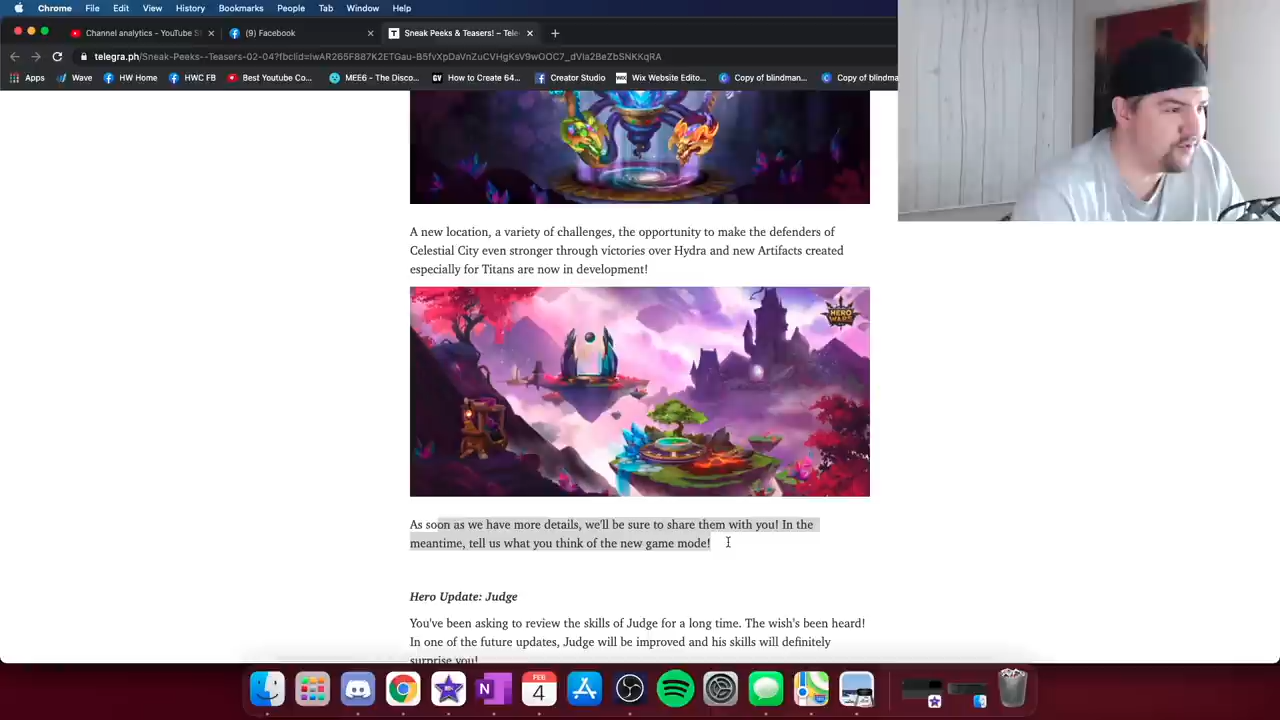 Chrome File Edit View History Bookmarks People Tab Window Help
Channel analytics - YouTube S
(3) Facebook
Sneak Peeks & Teasers! – Tele
telegra.ph/Sneak-Peeks--Teasers-02-04?fbclid=
Apps Wave HW Home HWC FB Best Youtube Co... MEE6 - The Disco... How to Create 64... Creator Studio Wix Website Edito... Copy of blindman... Copy of blindman
A new location, a variety of challenges, the opportunity to make the defenders of
Celestial City even stronger through victories over Hydra and new Artifacts created
especially for Titans are now in development!
HERO
WARS
As soon as we have more details, we'll be sure to share them with you! In the
meantime, tell us what you think of the new game mode!
Hero Update: Judge
You've been asking to review the skills of Judge for a long time. The wish's been heard!
In one of the future updates, Judge will be improved and his skills will definitely
surprise you!
FEB
4